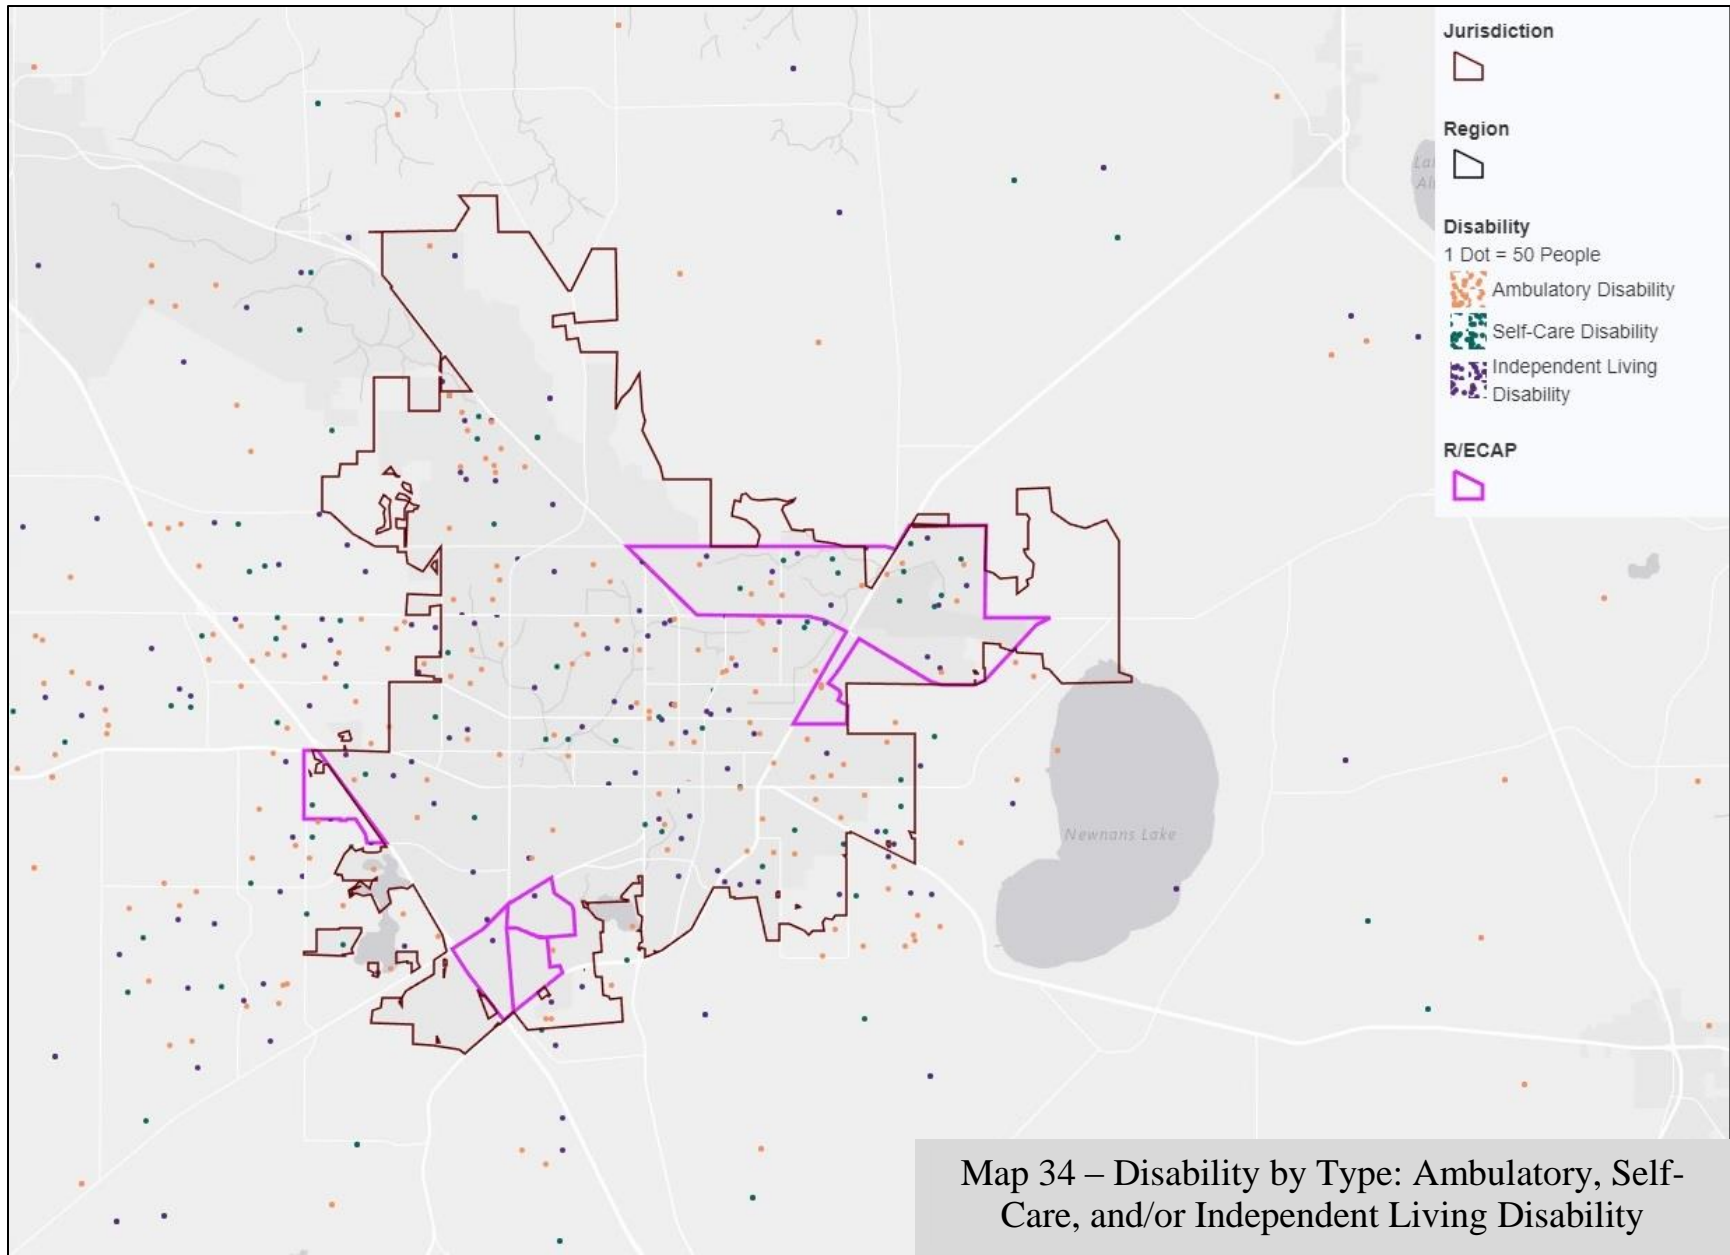 Jurisdiction
Region
Disability
1 Dot = 50 People
Ambulatory Disability
Self-Care Disability
Independent Living
Disability
R/ECAP
Newnans Lake
Map 34 – Disability by Type: Ambulatory, Self-
Care, and/or Independent Living Disability